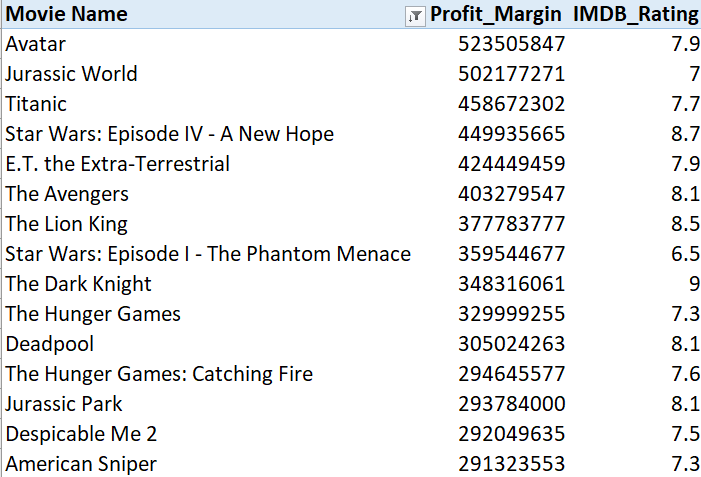 Movie Name Profit_Margin IMDB_Rating
Avatar 523505847 7.9
Jurassic World 502177271 7
Titanic 458672302 7.7
Star Wars: Episode IV - A New Hope 449935665 8.7
E.T. the Extra-Terrestrial 424449459 7.9
The Avengers 403279547 8.1
The Lion King 377783777 8.5
Star Wars: Episode I - The Phantom Menace 359544677 6.5
The Dark Knight 348316061 9
The Hunger Games 329999255 7.3
Deadpool 305024263 8.1
The Hunger Games: Catching Fire 294645577 7.6
Jurassic Park 293784000 8.1
Despicable Me 2 292049635 7.5
American Sniper 291323553 7.3